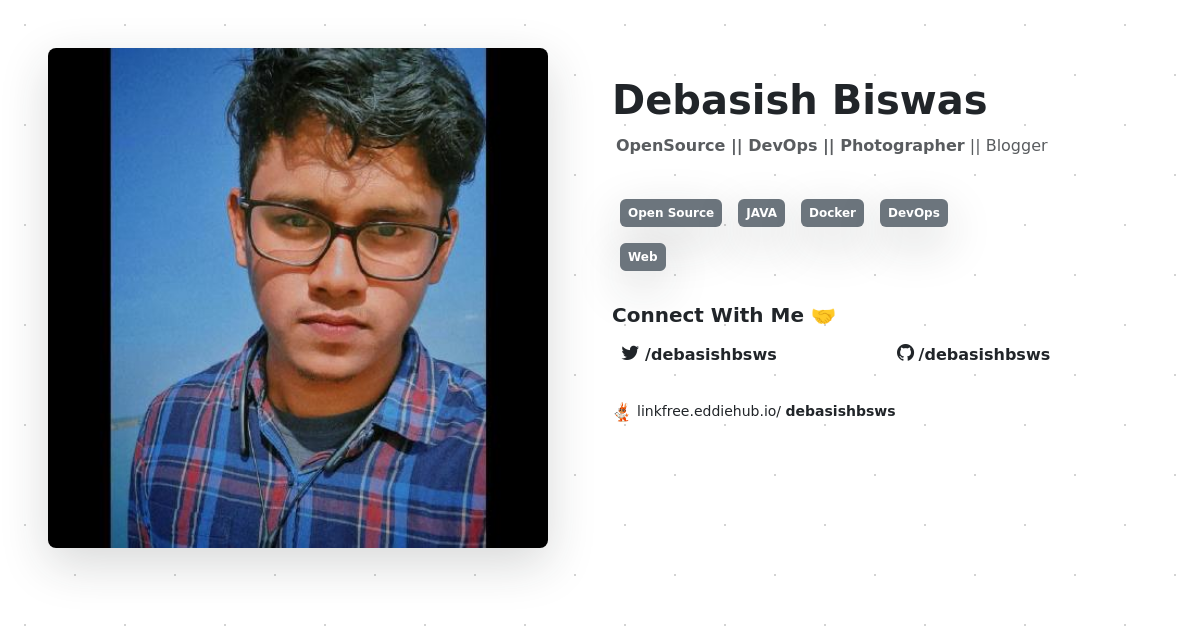 Debasish Biswas
OpenSource || DevOps || Photographer || Blogger
Open Source JAVA Docker DevOps
Web
Connect With Me 🤝
/debasishbsws /debasishbsws
linkfree.eddiehub.io/ debasishbsws